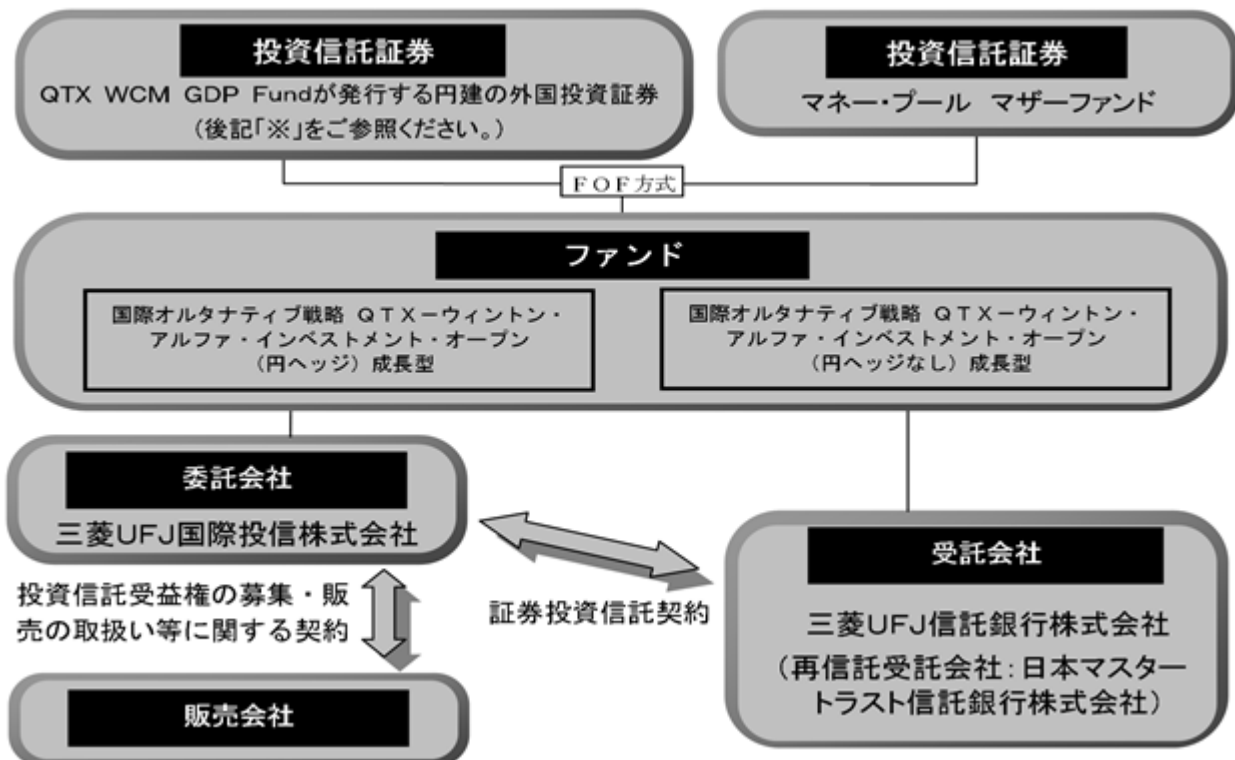 投資信託証券
QTX WCM GDP Fundが発行する円建の外国投資証券
(後記「※」をご参照ください。)
投資信託証券
マネー・プール マザーファンド
ＦＯＦ方式
ファンド
国際オルタナティブ戦略 ＱＴＸ－ウィントン・
アルファ・インベストメント・オープン
（円ヘッジ）成長型
国際オルタナティブ戦略 ＱＴＸ－ウィントン・
アルファ・インベストメント・オープン
（円ヘッジなし）成長型
委託会社
三菱UFJ国際投信株式会社
投資信託受益権の募集・販
売の取扱い等に関する契約
証券投資信託契約
販売会社
受託会社
三菱UFJ信託銀行株式会社
（再信託受託会社：日本マスター
トラスト信託銀行株式会社）